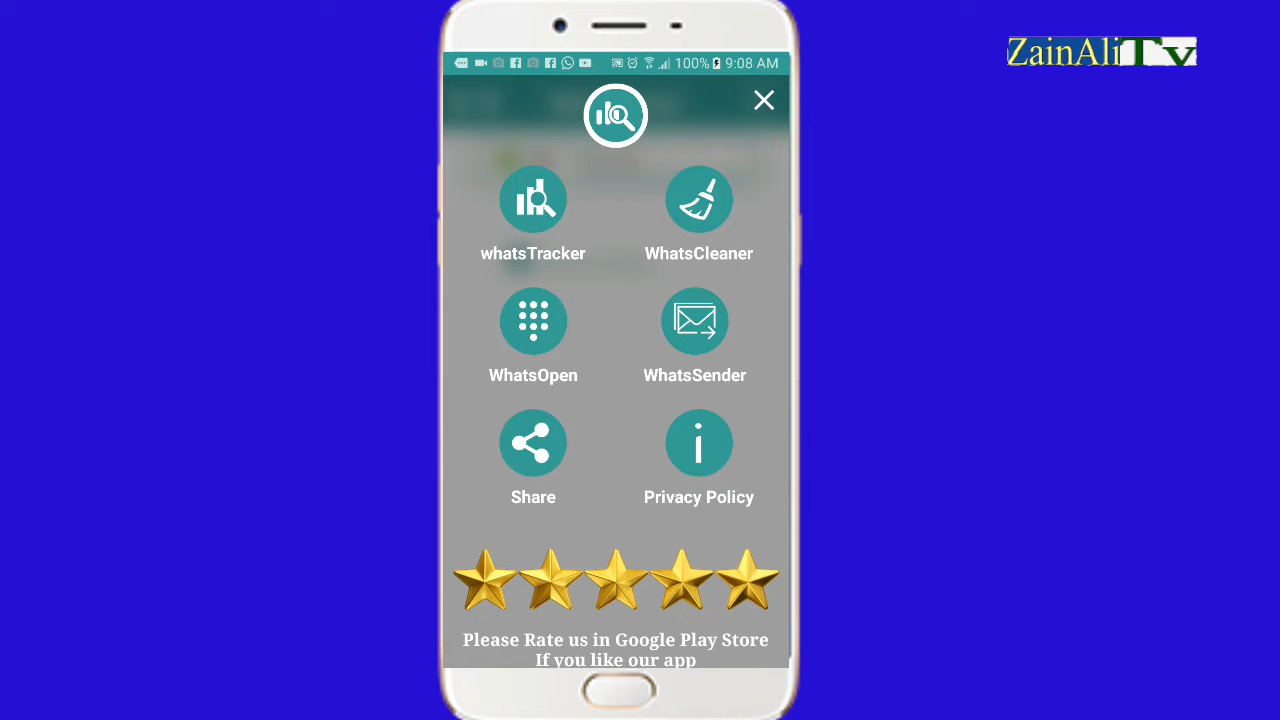 ZainAliTv
100% 9:08 AM
whatsTracker
WhatsCleaner
WhatsOpen
WhatsSender
Share
Privacy Policy
Please Rate us in Google Play Store
If you like our app